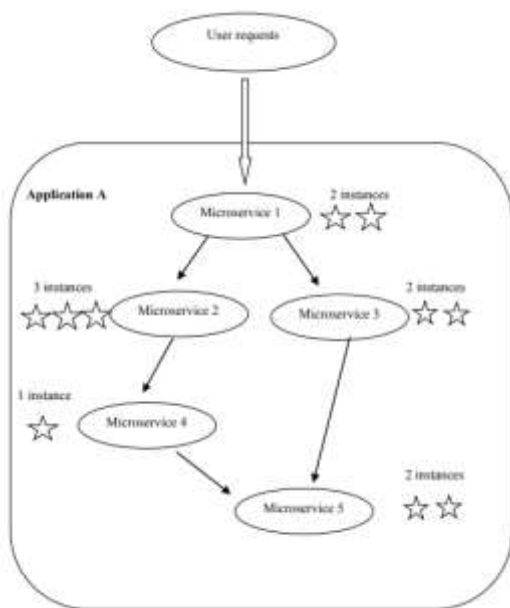 User requests
Application A
2 instances
Microservice 1
3 instances
2 instances
Microservice 2
Microservice 3
1 instance
Microservice 4
2 instances
Microservice 5